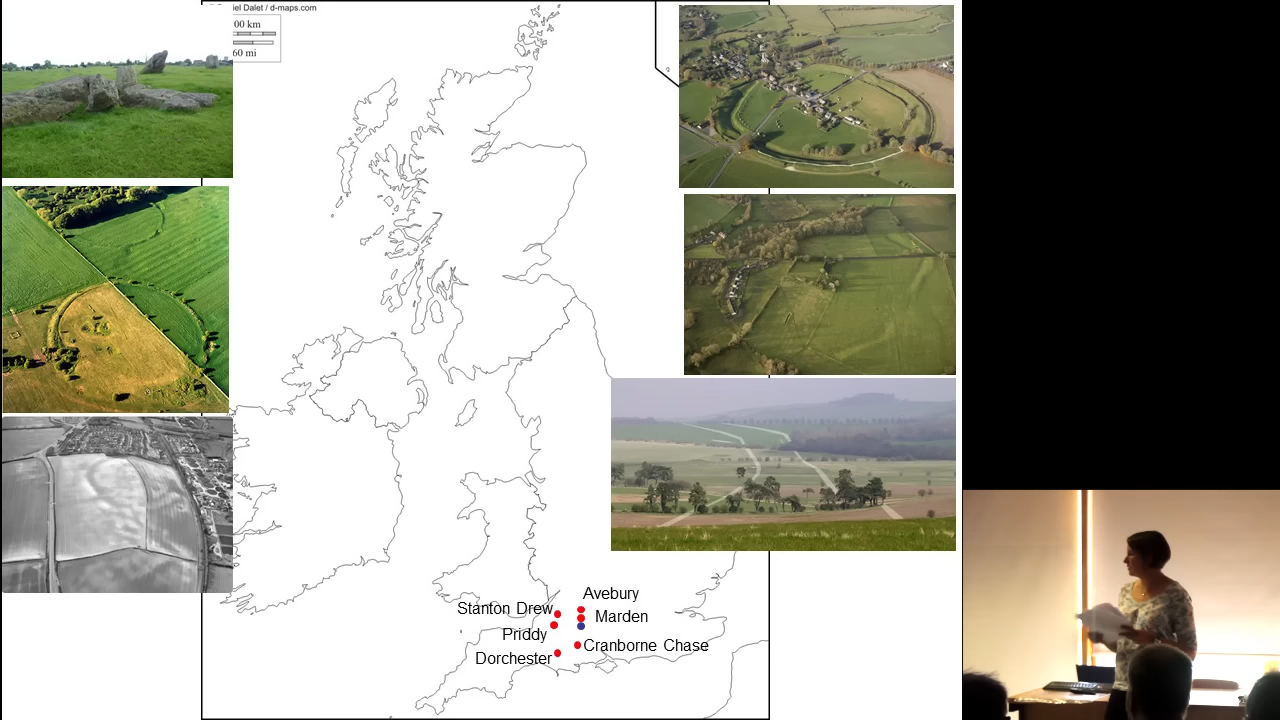 iel Dalet / d-maps.com
00 km
60 mi
Avebury
Stanton Drew
Marden
Priddy
Cranborne Chase
Dorchester